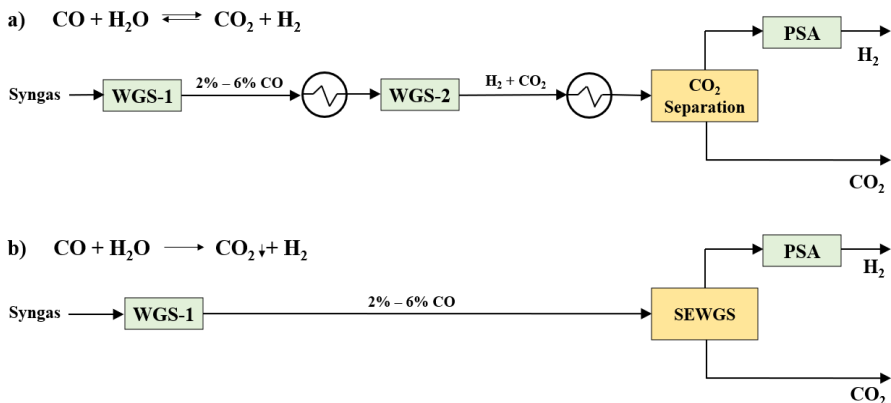 a) CO + H₂O ⇌ CO₂ + H₂
PSA
H₂
Syngas
WGS-1
2% – 6% CO
WGS-2
H₂ + CO₂
CO₂
Separation
CO₂
b) CO + H₂O → CO₂↓ + H₂
PSA
H₂
Syngas
WGS-1
2% – 6% CO
SEWGS
CO₂